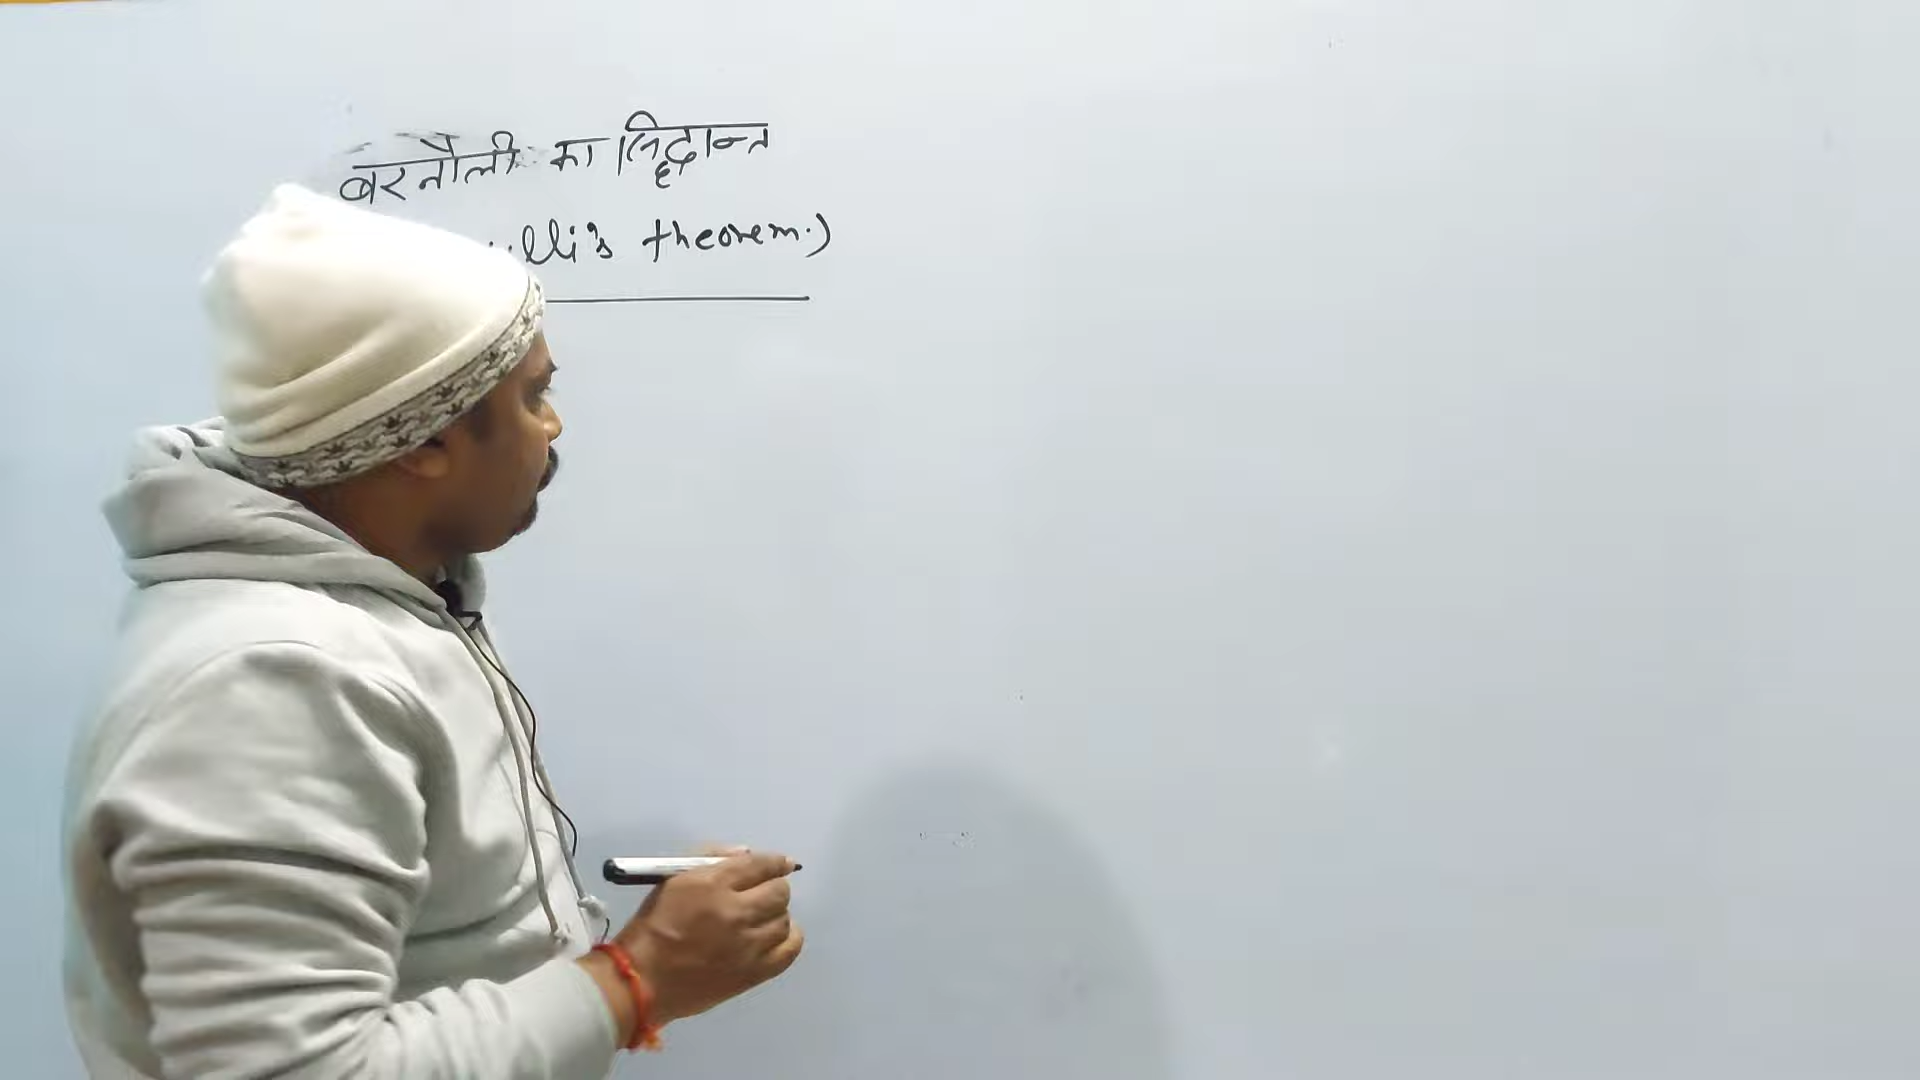 बरनौली का सिद्धान्त
lli's theorem.)